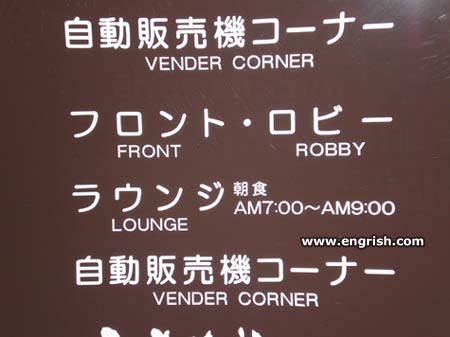 自動販売機コーナー
VENDER CORNER
フロント・ロビー
FRONT ROBBY
ラウンジ 朝食
LOUNGE AM7:00〜AM9:00
www.engrish.com
自動販売機コーナー
VENDER CORNER